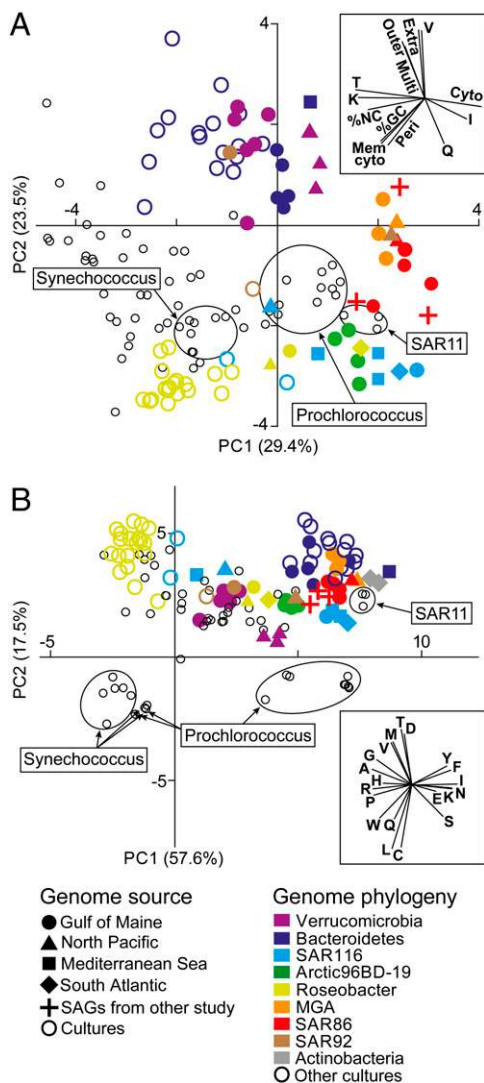 A
4
V
Extra
Outer
Multi
T
K
%NC
%GC
Peri
Mem
cyto
Cyto
I
Q
-4
4
PC2 (23.5%)
Synechococcus
SAR11
Prochlorococcus
-4
PC1 (29.4%)
B
5
SAR11
-5
10
PC2 (17.5%)
Synechococcus
Prochlorococcus
-5
T
D
M
V
G
A
H
R
P
Y
F
I
E
K
N
W
Q
S
L
C
PC1 (57.6%)
Genome source
Gulf of Maine
North Pacific
Mediterranean Sea
South Atlantic
SAGs from other study
Cultures
Genome phylogeny
Verrucomicrobia
Bacteroidetes
SAR116
Arctic96BD-19
Roseobacter
MGA
SAR86
SAR92
Actinobacteria
Other cultures